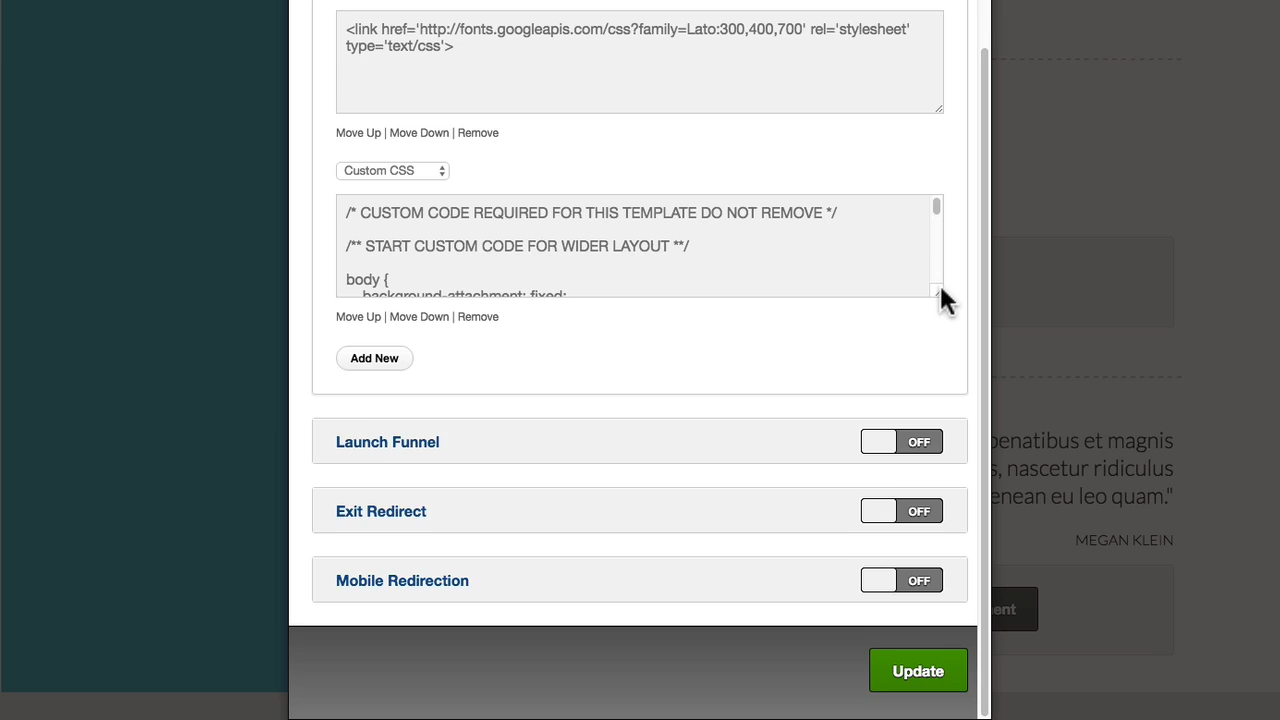 <link href='http://fonts.googleapis.com/css?family=Lato:300,400,700' rel='stylesheet'
type='text/css'>
Move Up | Move Down | Remove
Custom CSS
/* CUSTOM CODE REQUIRED FOR THIS TEMPLATE DO NOT REMOVE */
/** START CUSTOM CODE FOR WIDER LAYOUT **/
body {
background-attachment: fixed;
Move Up | Move Down | Remove
Add New
Launch Funnel
OFF
Exit Redirect
OFF
Mobile Redirection
OFF
Update
penatibus et magnis
s, nascetur ridiculus
enean eu leo quam."
MEGAN KLEIN